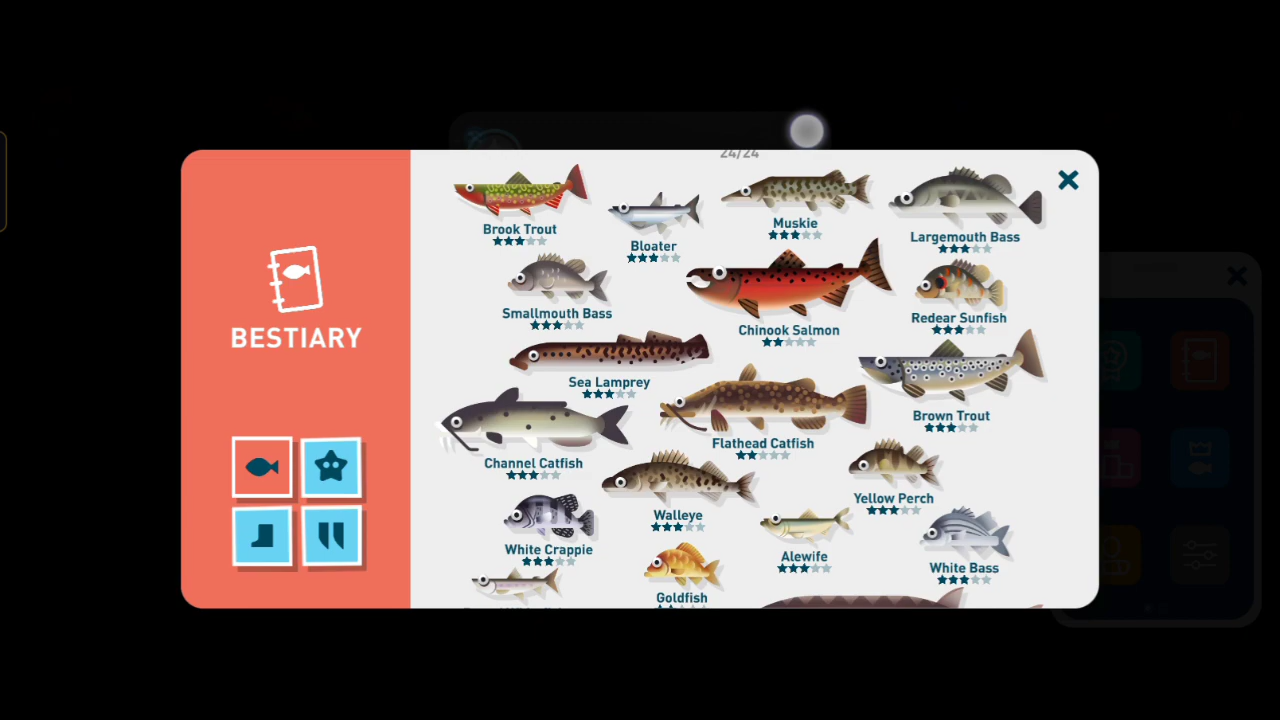 24/24
BESTIARY
Brook Trout
Bloater
Muskie
Largemouth Bass
Smallmouth Bass
Chinook Salmon
Redear Sunfish
Sea Lamprey
Brown Trout
Flathead Catfish
Channel Catfish
Yellow Perch
Walleye
White Crappie
Alewife
White Bass
Goldfish